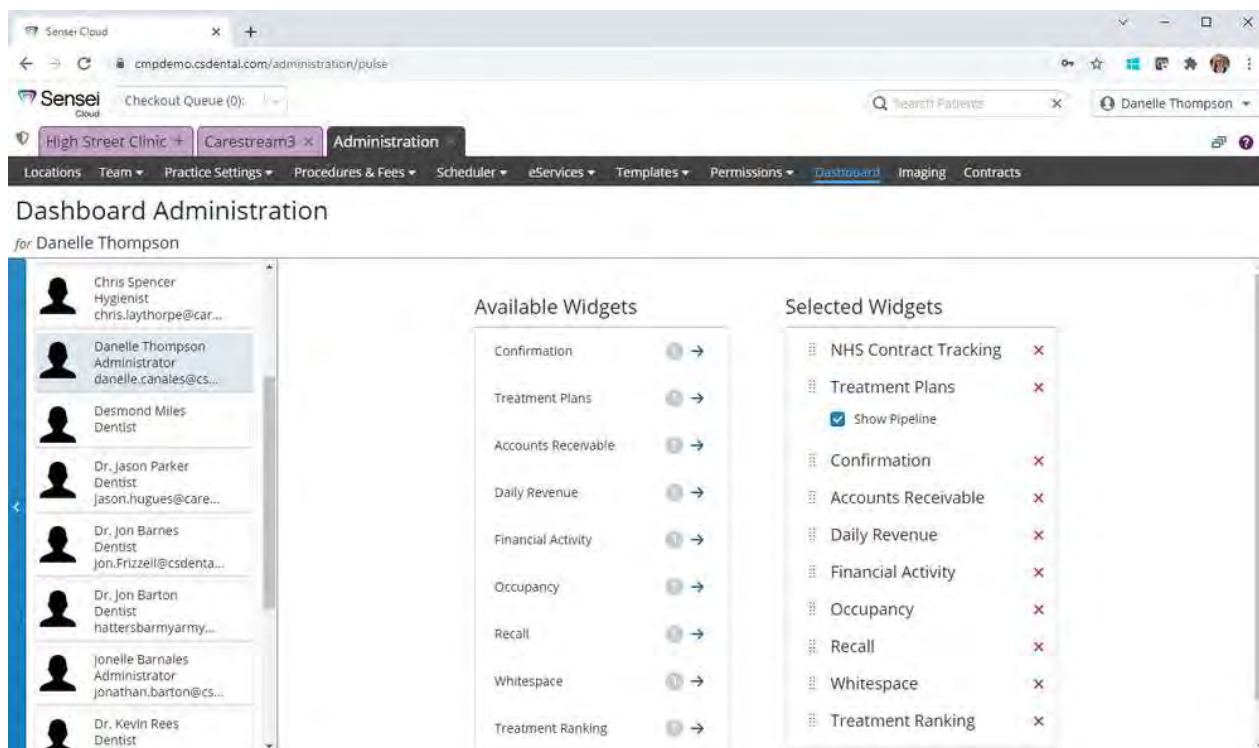 Sensei Cloud
cmpdemo.csdental.com/administration/pulse
Sensei
Cloud
Checkout Queue (0):
Search Patients
Danelle Thompson
High Street Clinic
Carestream3
Administration
Locations Team Practice Settings Procedures & Fees Scheduler eServices Templates Permissions Dashboard Imaging Contracts
Dashboard Administration
for Danelle Thompson
Chris Spencer
Hygienist
chris.laythorpe@car...
Danelle Thompson
Administrator
danelle.canales@cs...
Desmond Miles
Dentist
Dr. Jason Parker
Dentist
jason.hugues@care...
Dr. Jon Barnes
Dentist
jon.Frizzell@csdenta...
Dr. Jon Barton
Dentist
hattersbarmyarmy...
Jonelle Barnales
Administrator
jonathan.barton@cs...
Dr. Kevin Rees
Dentist
Available Widgets
Confirmation
Treatment Plans
Accounts Receivable
Daily Revenue
Financial Activity
Occupancy
Recall
Whitespace
Treatment Ranking
Selected Widgets
NHS Contract Tracking
Treatment Plans
Show Pipeline
Confirmation
Accounts Receivable
Daily Revenue
Financial Activity
Occupancy
Recall
Whitespace
Treatment Ranking